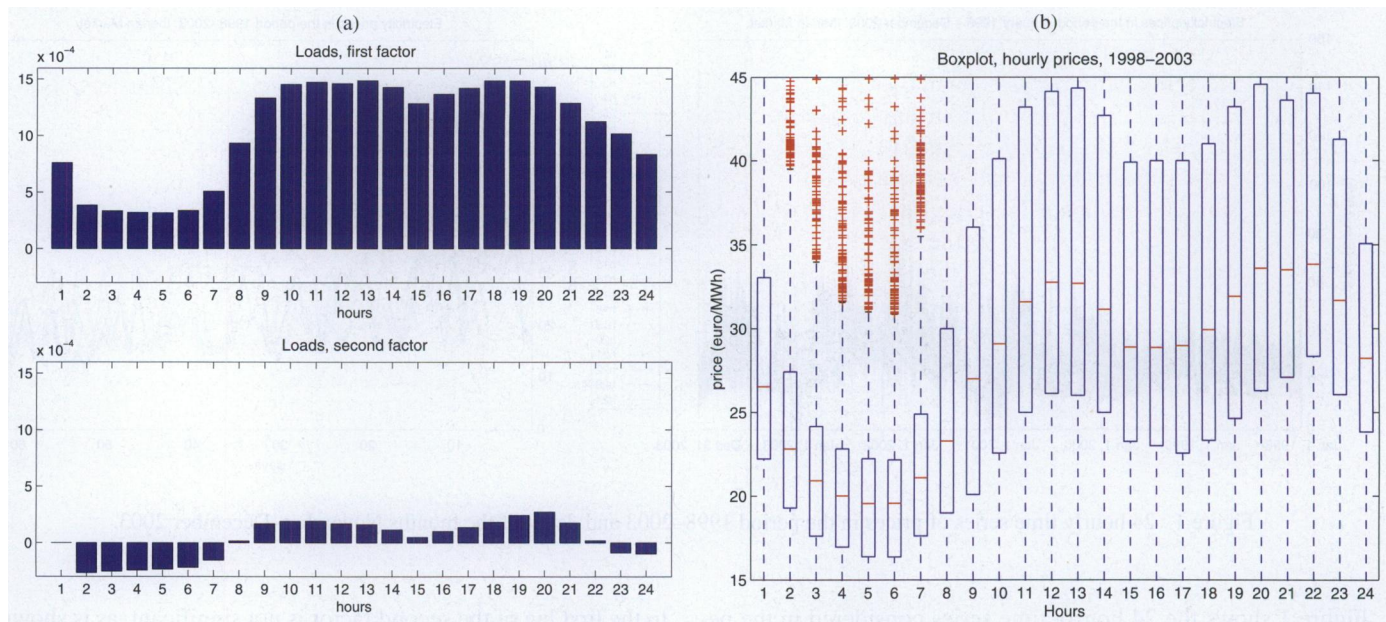 (a)
Loads, first factor
x 10⁻⁴
15
10
5
0
1 2 3 4 5 6 7 8 9 10 11 12 13 14 15 16 17 18 19 20 21 22 23 24
hours
Loads, second factor
x 10⁻⁴
15
10
5
0
1 2 3 4 5 6 7 8 9 10 11 12 13 14 15 16 17 18 19 20 21 22 23 24
hours
(b)
Boxplot, hourly prices, 1998–2003
price (euro/MWh)
45
40
35
30
25
20
15
1 2 3 4 5 6 7 8 9 10 11 12 13 14 15 16 17 18 19 20 21 22 23 24
Hours